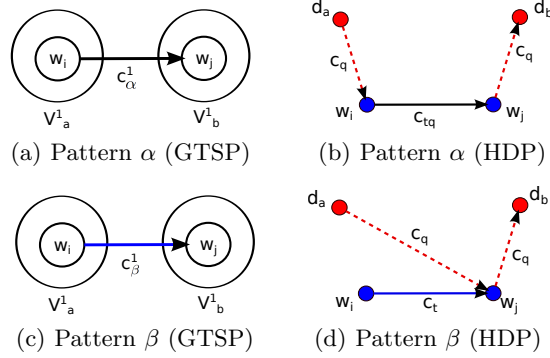 w_i w_j
c^1_α
V^1_a V^1_b
(a) Pattern α (GTSP)
d_a d_b
c_q c_q
w_i w_j
c_tq
(b) Pattern α (HDP)
w_i w_j
c^1_β
V^1_a V^1_b
(c) Pattern β (GTSP)
d_a d_b
c_q c_q
w_i w_j
c_t
(d) Pattern β (HDP)